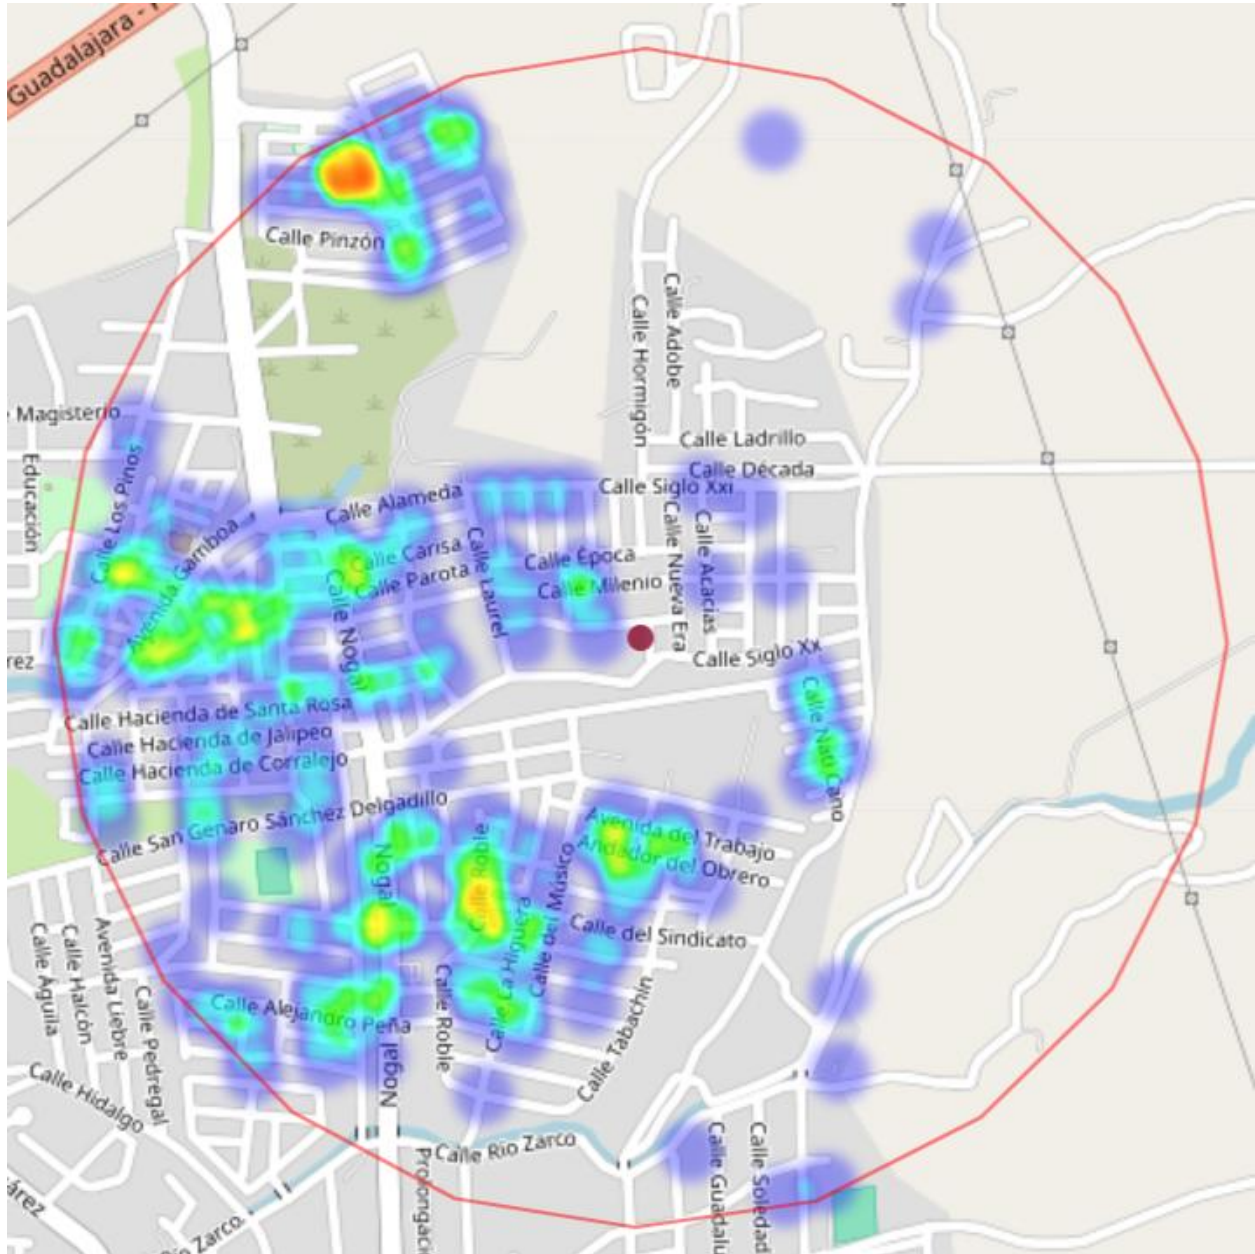 Guadalajara -
Calle Pinzón
Calle Adobe
Calle Hormigón
Magisterio
Calle Ladrillo
Calle Década
Educación
Calle Los Pinos
Calle Siglo XxI
Calle Alameda
Avenida Gamboa
Calle Carisa
Calle Época
Calle Parota
Calle Milenio
Calle Laurel
Calle Nueva Era
Calle Acacias
Calle Nogal
rez
Calle Siglo Xx
Calle Hacienda de Santa Rosa
Calle Nati Cano
Calle Hacienda de Jalipeo
Calle Hacienda de Corralejo
Calle San Genaro Sánchez Delgadillo
Avenida del Trabajo
Andador del Obrero
Nogal
Calle Roble
Calle del Músico
Calle La Higuera
Calle del Sindicato
Calle Águila
Calle Halcón
Avenida Liebre
Calle Pedregal
Calle Alejandro Peña
Calle Roble
Calle Tabachín
Nogal
Calle Hidalgo
Calle Río Zarco
Calle Guadalu
Calle Soledad
Prolongaci
árez
Río Zarco